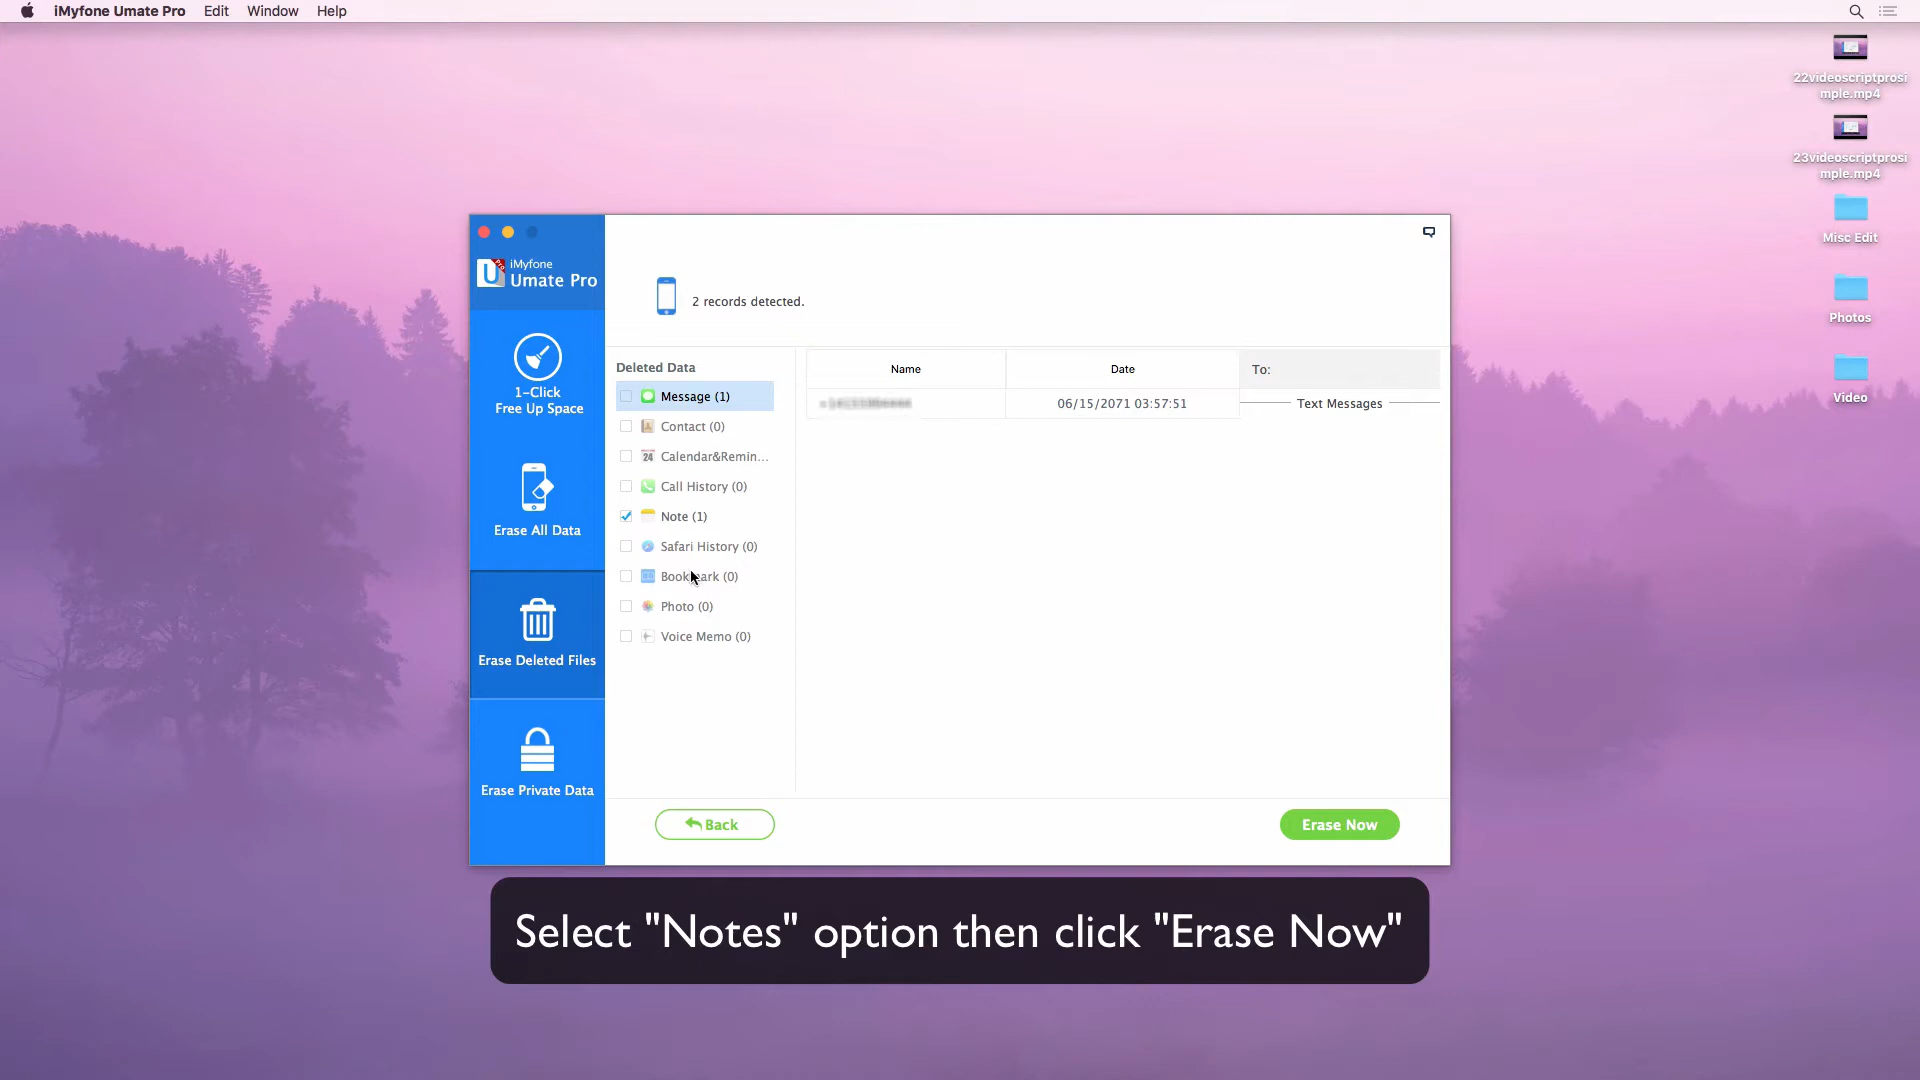 iMyfone Umate Pro Edit Window Help
22videoscriptprosi
mple.mp4
23videoscriptprosi
mple.mp4
Misc Edit
Photos
Video
iMyfone
Umate Pro
U
Pro
1-Click
Free Up Space
Erase All Data
Erase Deleted Files
Erase Private Data
2 records detected.
Deleted Data
Message (1)
Contact (0)
24 Calendar&Remin...
Call History (0)
Note (1)
Safari History (0)
Bookmark (0)
Photo (0)
Voice Memo (0)
Name Date To:
06/15/2071 03:57:51 Text Messages
Back
Erase Now
Select "Notes" option then click "Erase Now"